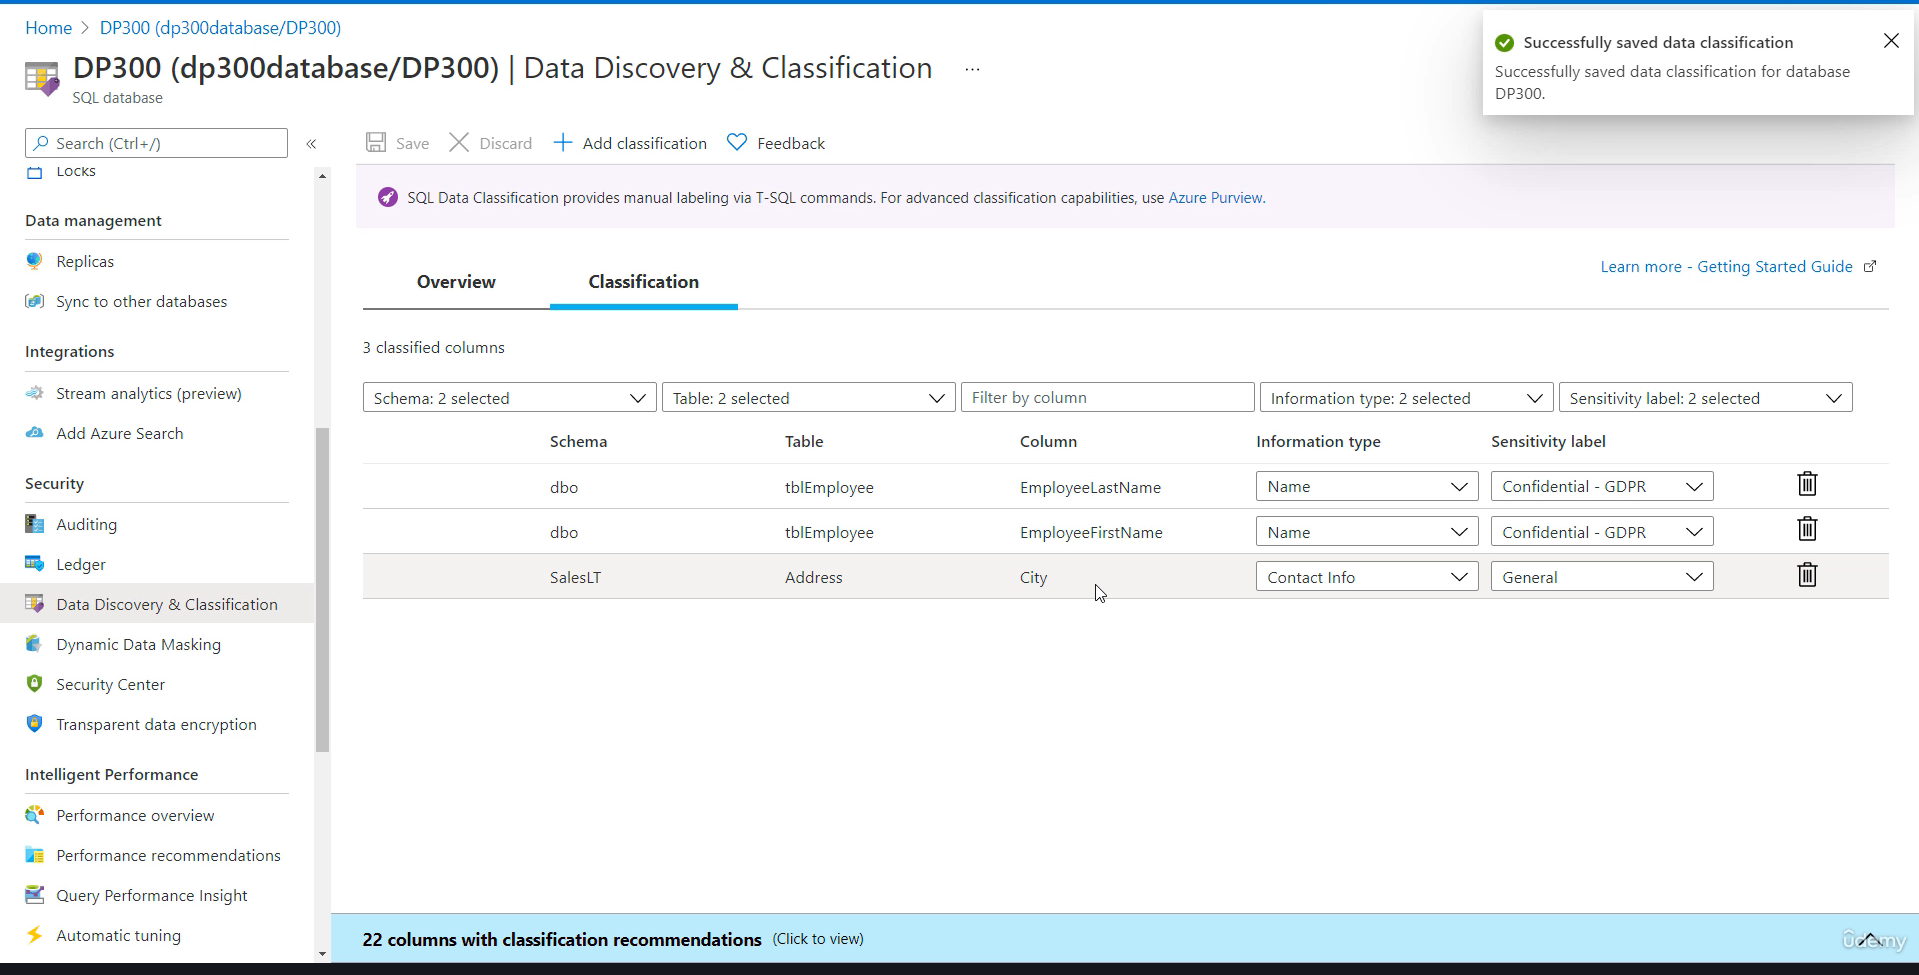 Home > DP300 (dp300database/DP300)
DP300 (dp300database/DP300) | Data Discovery & Classification ...
SQL database
Successfully saved data classification
Successfully saved data classification for database
DP300.
Search (Ctrl+/)
«
Save
Discard
Add classification
Feedback
Locks
Data management
Replicas
Sync to other databases
Integrations
Stream analytics (preview)
Add Azure Search
Security
Auditing
Ledger
Data Discovery & Classification
Dynamic Data Masking
Security Center
Transparent data encryption
Intelligent Performance
Performance overview
Performance recommendations
Query Performance Insight
Automatic tuning
SQL Data Classification provides manual labeling via T-SQL commands. For advanced classification capabilities, use Azure Purview.
Overview
Classification
Learn more - Getting Started Guide
3 classified columns
Schema: 2 selected
Table: 2 selected
Filter by column
Information type: 2 selected
Sensitivity label: 2 selected
Schema Table Column Information type Sensitivity label
dbo tblEmployee EmployeeLastName Name Confidential - GDPR
dbo tblEmployee EmployeeFirstName Name Confidential - GDPR
SalesLT Address City Contact Info General
22 columns with classification recommendations (Click to view)
ûdemy